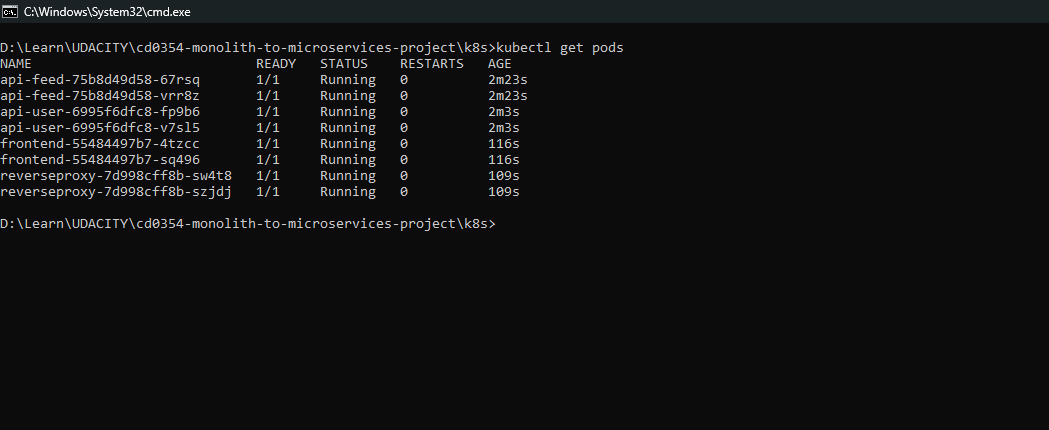 C:\Windows\System32\cmd.exe
D:\Learn\UDACITY\cd0354-monolith-to-microservices-project\k8s>kubectl get pods
NAME READY STATUS RESTARTS AGE
api-feed-75b8d49d58-67rsq 1/1 Running 0 2m23s
api-feed-75b8d49d58-vrr8z 1/1 Running 0 2m23s
api-user-6995f6dfc8-fp9b6 1/1 Running 0 2m3s
api-user-6995f6dfc8-v7sl5 1/1 Running 0 2m3s
frontend-55484497b7-4tzcc 1/1 Running 0 116s
frontend-55484497b7-sq496 1/1 Running 0 116s
reverseproxy-7d998cff8b-sw4t8 1/1 Running 0 109s
reverseproxy-7d998cff8b-szjdj 1/1 Running 0 109s
D:\Learn\UDACITY\cd0354-monolith-to-microservices-project\k8s>